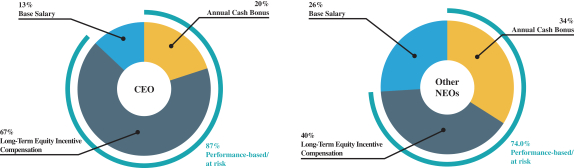 13%
Base Salary
20%
Annual Cash Bonus
CEO
67%
Long-Term Equity Incentive
Compensation
87%
Performance-based/
at risk
26%
Base Salary
34%
Annual Cash Bonus
Other
NEOs
40%
Long-Term Equity Incentive
Compensation
74.0%
Performance-based/
at risk